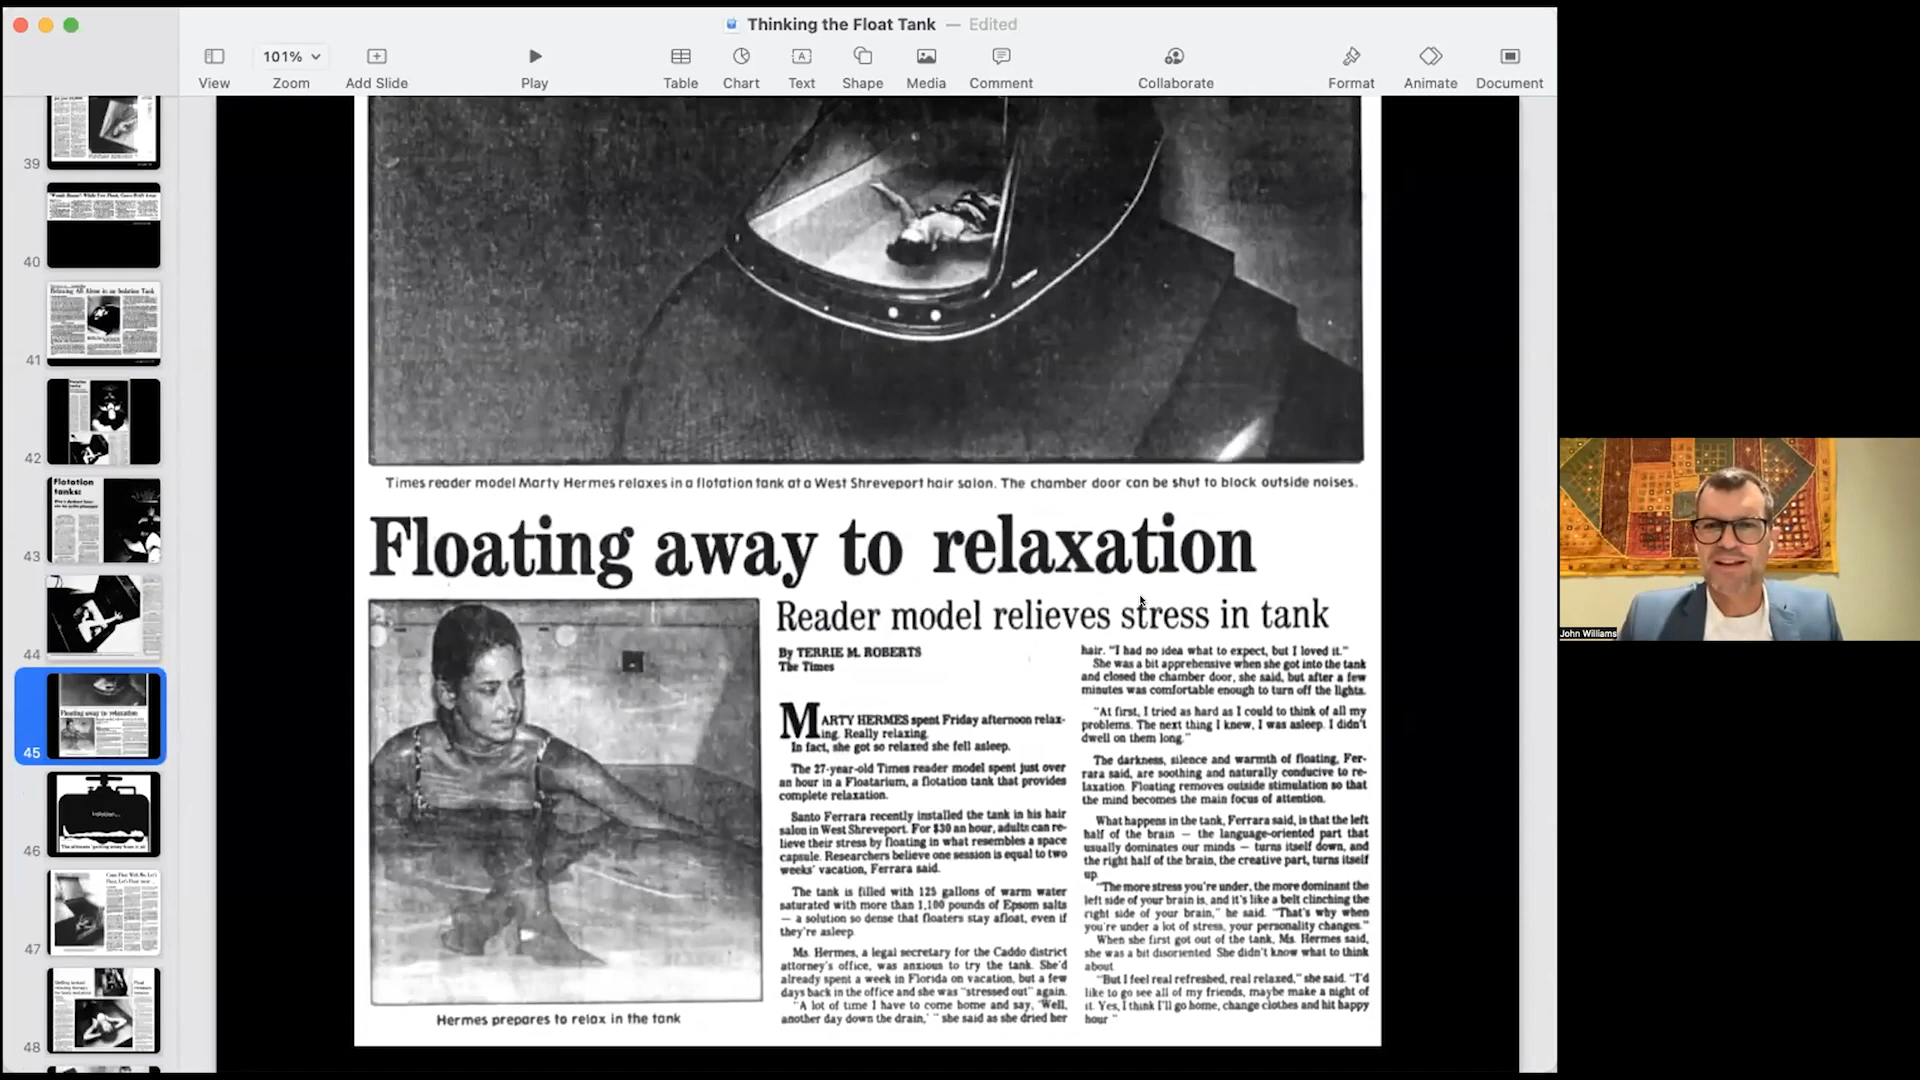 Thinking the Float Tank — Edited
101%
View
Zoom
Add Slide
Play
Table
Chart
Text
Shape
Media
Comment
Collaborate
Format
Animate
Document
39
40
41
42
43
44
45
46
47
48
Relaxing All Alone in an Isolation Tank
Flotation
tanks:
Floating away to relaxation
Times reader model Marty Hermes relaxes in a flotation tank at a West Shreveport hair salon. The chamber door can be shut to block outside noises.
Floating away to relaxation
Reader model relieves stress in tank
By TERRIE M. ROBERTS
The Times
MARTY HERMES spent Friday afternoon relax-
ing. Really relaxing.
In fact, she got so relaxed she fell asleep.
The 27-year-old Times reader model spent just over
an hour in a Floatarium, a flotation tank that provides
complete relaxation.
Santo Ferrara recently installed the tank in his hair
salon in West Shreveport. For $30 an hour, adults can re-
lieve their stress by floating in what resembles a space
capsule. Researchers believe one session is equal to two
weeks' vacation, Ferrara said.
The tank is filled with 125 gallons of warm water
saturated with more than 1,100 pounds of Epsom salts
— a solution so dense that floaters stay afloat, even if
they're asleep.
Ms. Hermes, a legal secretary for the Caddo district
attorney's office, was anxious to try the tank. She'd
already spent a week in Florida on vacation, but a few
days back in the office and she was "stressed out" again.
"A lot of time I have to come home and say, 'Well,
another day down the drain,' " she said as she dried her
hair. "I had no idea what to expect, but I loved it."
She was a bit apprehensive when she got into the tank
and closed the chamber door, she said, but after a few
minutes was comfortable enough to turn off the lights.
"At first, I tried as hard as I could to think of all my
problems. The next thing I knew, I was asleep. I didn't
dwell on them long."
The darkness, silence and warmth of floating, Fer-
rara said, are soothing and naturally conducive to re-
laxation. Floating removes outside stimulation so that
the mind becomes the main focus of attention.
What happens in the tank, Ferrara said, is that the left
half of the brain — the language-oriented part that
usually dominates our minds — turns itself down, and
the right half of the brain, the creative part, turns itself
up.
"The more stress you're under, the more dominant the
left side of your brain is, and it's like a belt clinching the
right side of your brain," he said. "That's why when
you're under a lot of stress, your personality changes."
When she first got out of the tank, Ms. Hermes said,
she was a bit disoriented. She didn't know what to think
about
"But I feel real refreshed, real relaxed," she said. "I'd
like to go see all of my friends, maybe make a night of
it. Yes, I think I'll go home, change clothes and hit happy
hour "
Hermes prepares to relax in the tank
John Williams